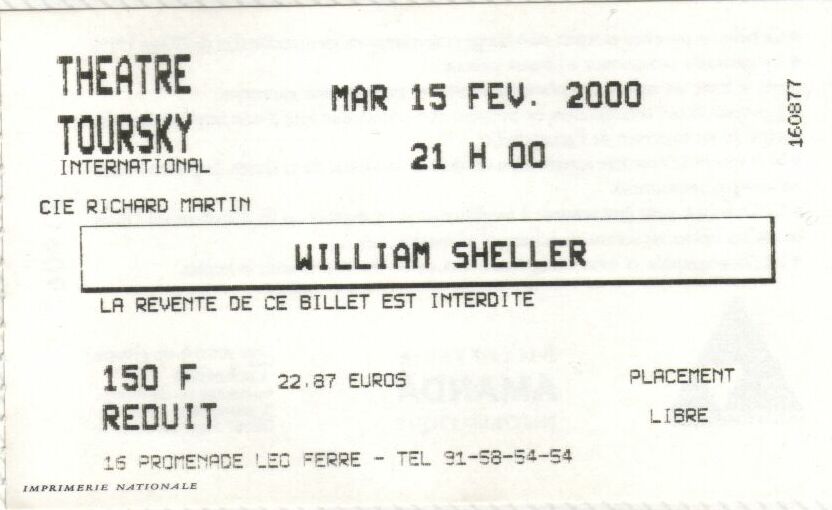 THEATRE
TOURSKY
INTERNATIONAL
MAR 15 FEV. 2000
21 H 00
160877
CIE RICHARD MARTIN
WILLIAM SHELLER
LA REVENTE DE CE BILLET EST INTERDITE
150 F
22.87 EUROS
REDUIT
PLACEMENT
LIBRE
16 PROMENADE LEO FERRE - TEL 91-58-54-54
IMPRIMERIE NATIONALE